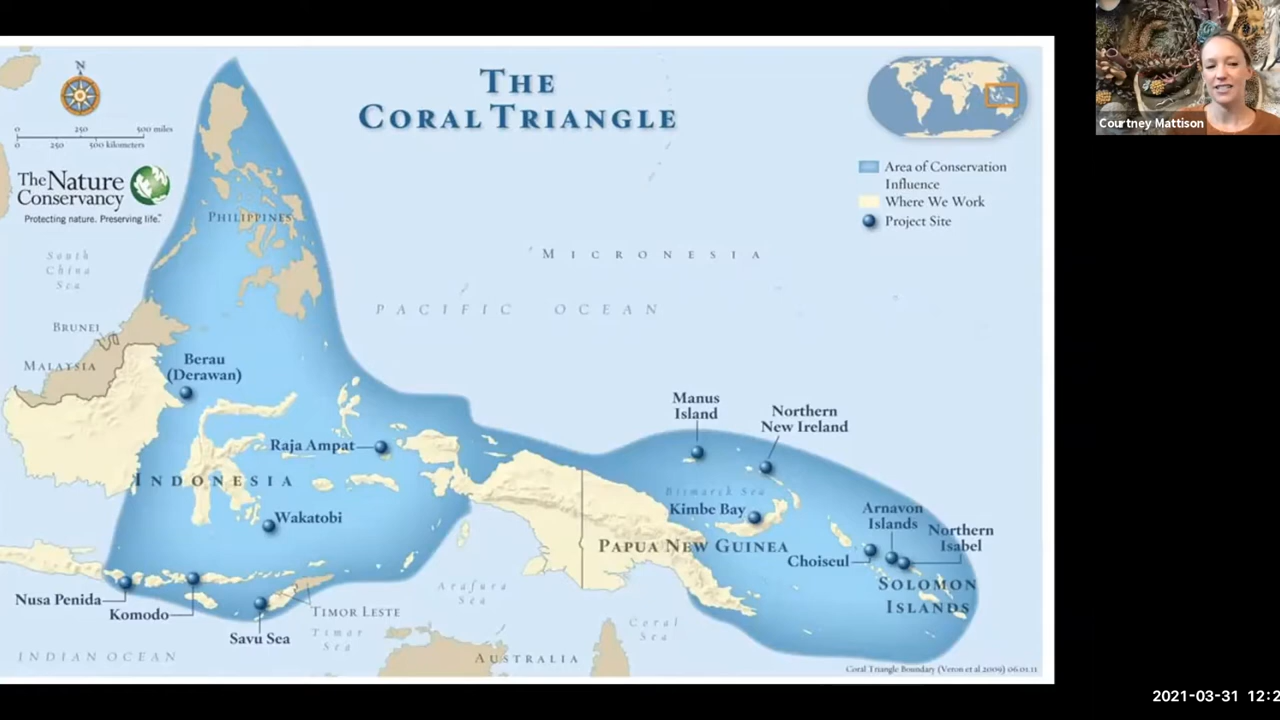 THE
CORAL TRIANGLE
N
0 250 500 miles
0 250 500 kilometers
The Nature
Conservancy
Protecting nature. Preserving life.™
Area of Conservation
Influence
Where We Work
Project Site
Courtney Mattison
PHILIPPINES
South
China
Sea
MICRONESIA
PACIFIC OCEAN
BRUNEI
MALAYSIA
Berau
(Derawan)
Manus
Island
Northern
New Ireland
Raja Ampat
INDONESIA
Bismarck Sea
Kimbe Bay
Wakatobi
PAPUA NEW GUINEA
Arnavon
Islands
Northern
Isabel
Choiseul
SOLOMON
ISLANDS
Nusa Penida
Komodo
Savu Sea
TIMOR LESTE
Timor
Sea
Arafura
Sea
Coral
Sea
INDIAN OCEAN
AUSTRALIA
Coral Triangle Boundary (Veron et al 2009) 06.01.11
2021-03-31 12:2